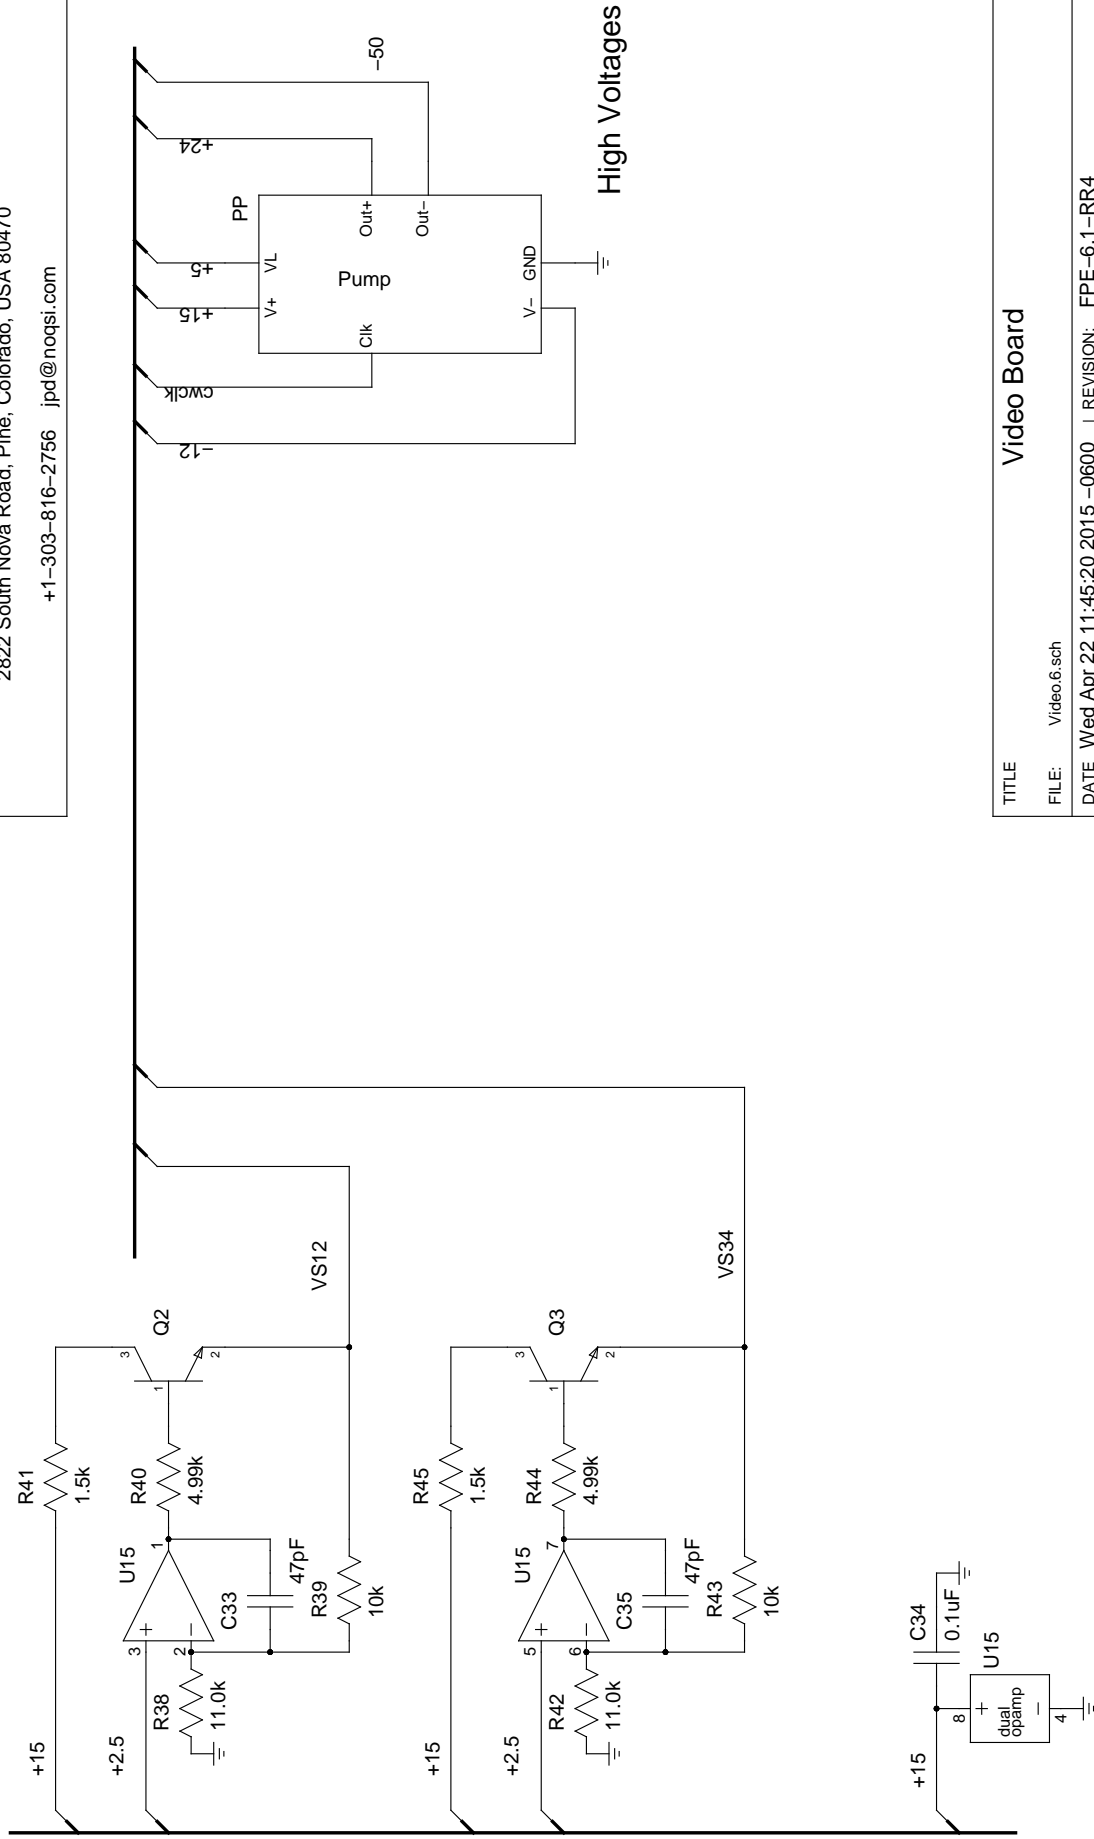 2822 South Nova Road, Pine, Colorado, USA 80470
+1−303−816−2756 jpd@noqsi.com
+15
R41
1.5k
+2.5
R38
11.0k
3
2
+
−
U15
1
C33
47pF
R40
4.99k
R39
10k
Q2
1
3
2
VS12
+15
R45
1.5k
+2.5
R42
11.0k
5
6
+
−
U15
7
C35
47pF
R44
4.99k
R43
10k
Q3
1
3
2
VS34
+15
C34
0.1uF
U15
8
+
dual
opamp
−
4
−12
cwclk
+15
+5
+24
−50
PP
V+
VL
Clk
Pump
Out+
Out−
V−
GND
High Voltages
TITLE
Video Board
FILE: Video.6.sch
DATE Wed Apr 22 11:45:20 2015 −0600 | REVISION: FPE−6.1−RR4